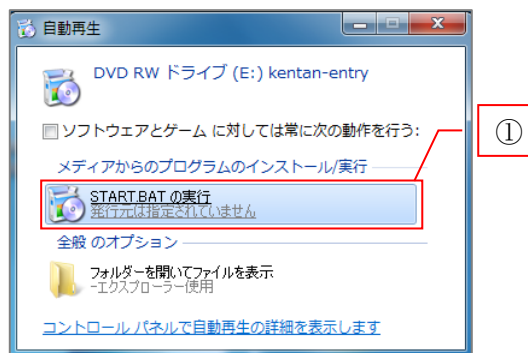 自動再生
DVD RW ドライブ (E:) kentan-entry
ソフトウェアとゲーム に対しては常に次の動作を行う:
①
メディアからのプログラムのインストール/実行
START.BAT の実行
発行元は指定されていません
全般 のオプション
フォルダーを開いてファイルを表示
-エクスプローラー使用
コントロール パネルで自動再生の詳細を表示します